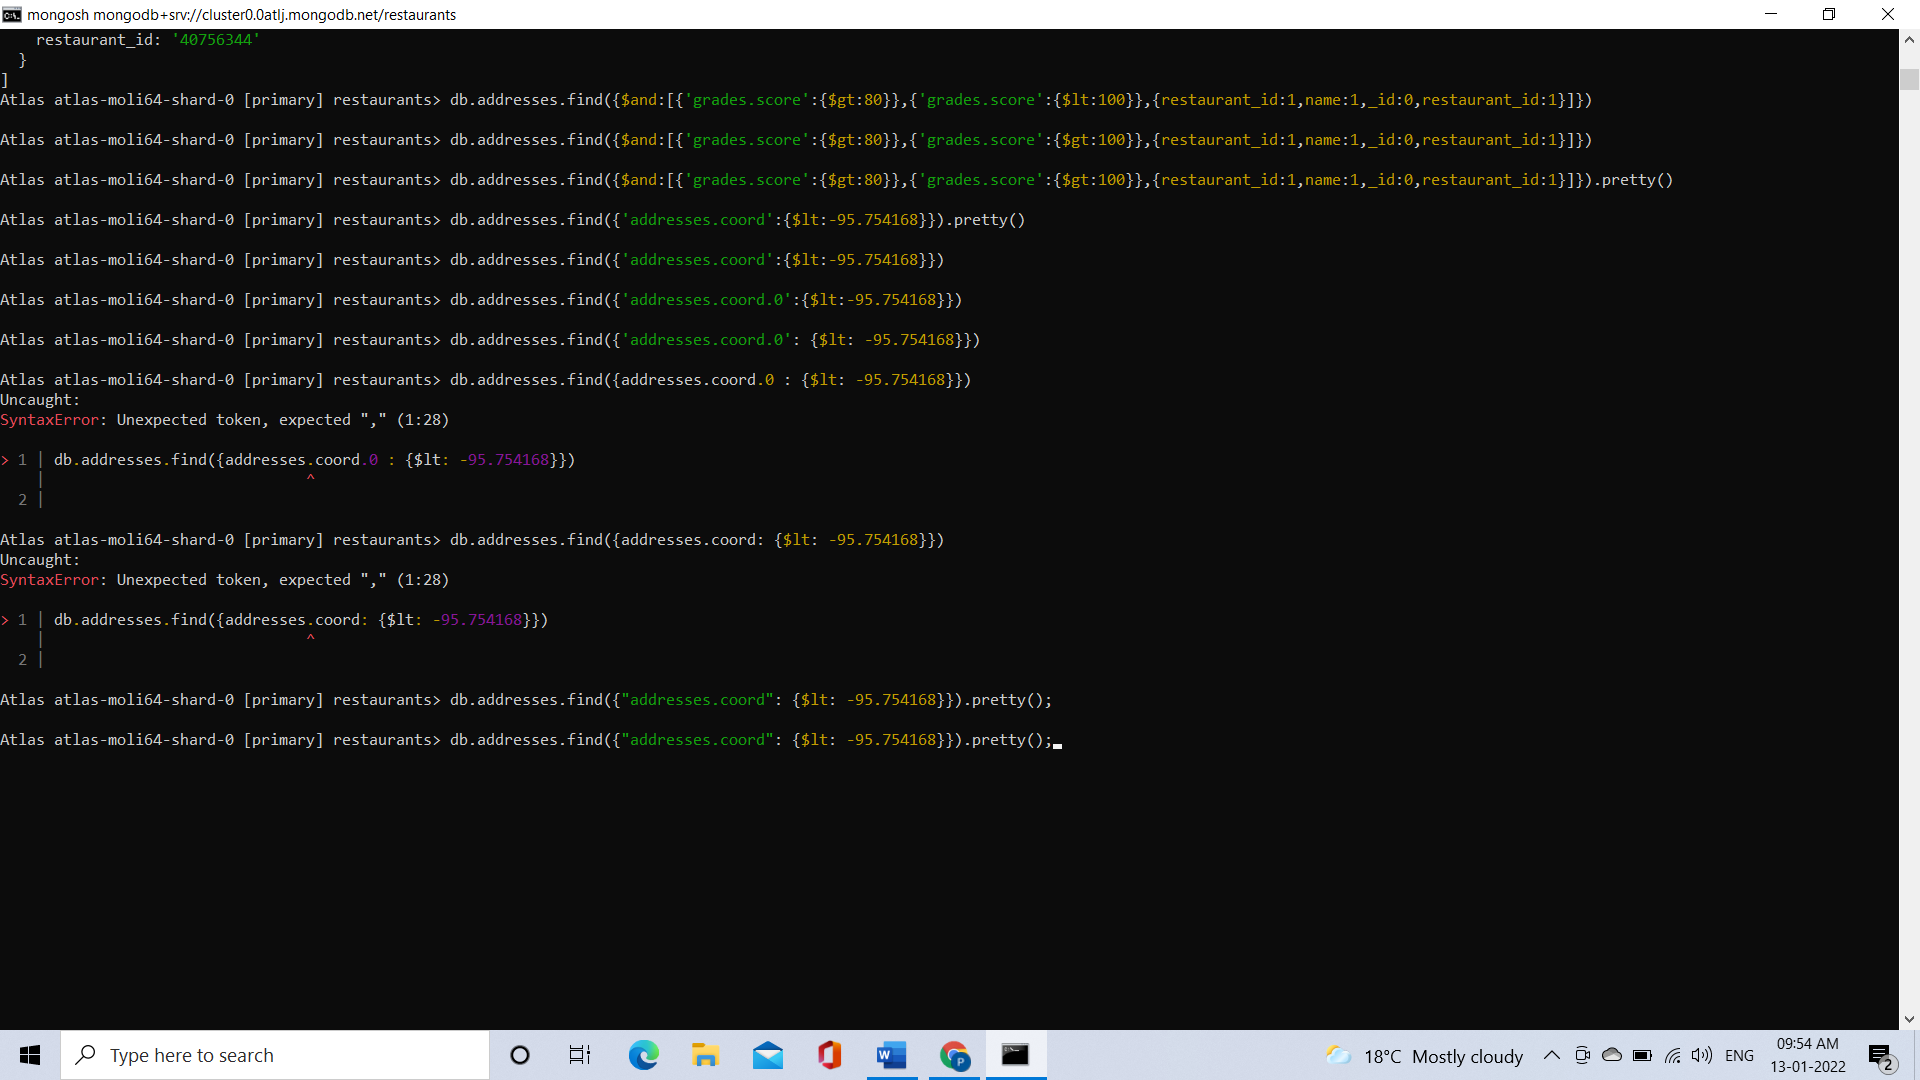 mongosh mongodb+srv://cluster0.0atlj.mongodb.net/restaurants
restaurant_id: '40756344'
}
]
Atlas atlas-moli64-shard-0 [primary] restaurants> db.addresses.find({$and:[{'grades.score':{$gt:80}},{'grades.score':{$lt:100}},{restaurant_id:1,name:1,_id:0,restaurant_id:1}]})
Atlas atlas-moli64-shard-0 [primary] restaurants> db.addresses.find({$and:[{'grades.score':{$gt:80}},{'grades.score':{$gt:100}},{restaurant_id:1,name:1,_id:0,restaurant_id:1}]})
Atlas atlas-moli64-shard-0 [primary] restaurants> db.addresses.find({$and:[{'grades.score':{$gt:80}},{'grades.score':{$gt:100}},{restaurant_id:1,name:1,_id:0,restaurant_id:1}]}).pretty()
Atlas atlas-moli64-shard-0 [primary] restaurants> db.addresses.find({'addresses.coord':{$lt:-95.754168}}).pretty()
Atlas atlas-moli64-shard-0 [primary] restaurants> db.addresses.find({'addresses.coord':{$lt:-95.754168}})
Atlas atlas-moli64-shard-0 [primary] restaurants> db.addresses.find({'addresses.coord.0':{$lt:-95.754168}})
Atlas atlas-moli64-shard-0 [primary] restaurants> db.addresses.find({'addresses.coord.0': {$lt: -95.754168}})
Atlas atlas-moli64-shard-0 [primary] restaurants> db.addresses.find({addresses.coord.0 : {$lt: -95.754168}})
Uncaught:
SyntaxError: Unexpected token, expected "," (1:28)
> 1 | db.addresses.find({addresses.coord.0 : {$lt: -95.754168}})
| ^
2 |
Atlas atlas-moli64-shard-0 [primary] restaurants> db.addresses.find({addresses.coord: {$lt: -95.754168}})
Uncaught:
SyntaxError: Unexpected token, expected "," (1:28)
> 1 | db.addresses.find({addresses.coord: {$lt: -95.754168}})
| ^
2 |
Atlas atlas-moli64-shard-0 [primary] restaurants> db.addresses.find({"addresses.coord": {$lt: -95.754168}}).pretty();
Atlas atlas-moli64-shard-0 [primary] restaurants> db.addresses.find({"addresses.coord": {$lt: -95.754168}}).pretty();
Type here to search
18°C Mostly cloudy
ENG
09:54 AM
13-01-2022
2